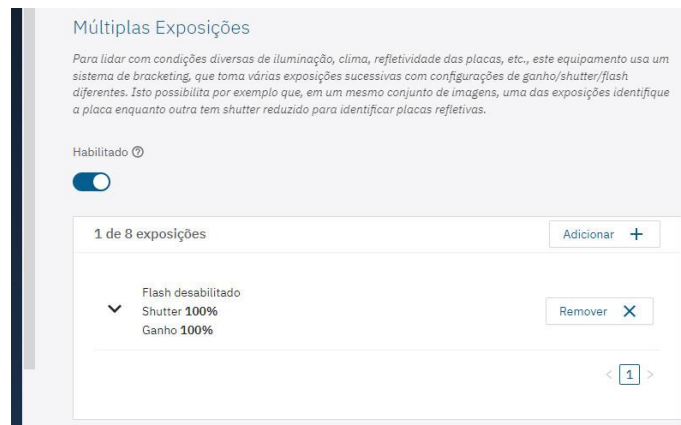 Múltiplas Exposições
Para lidar com condições diversas de iluminação, clima, refletividade das placas, etc., este equipamento usa um
sistema de bracketing, que toma várias exposições sucessivas com configurações de ganho/shutter/flash
diferentes. Isto possibilita por exemplo que, em um mesmo conjunto de imagens, uma das exposições identifique
a placa enquanto outra tem shutter reduzido para identificar placas refletivas.
Habilitado
1 de 8 exposições
Adicionar +
Flash desabilitado
Shutter 100%
Ganho 100%
Remover X
< 1 >